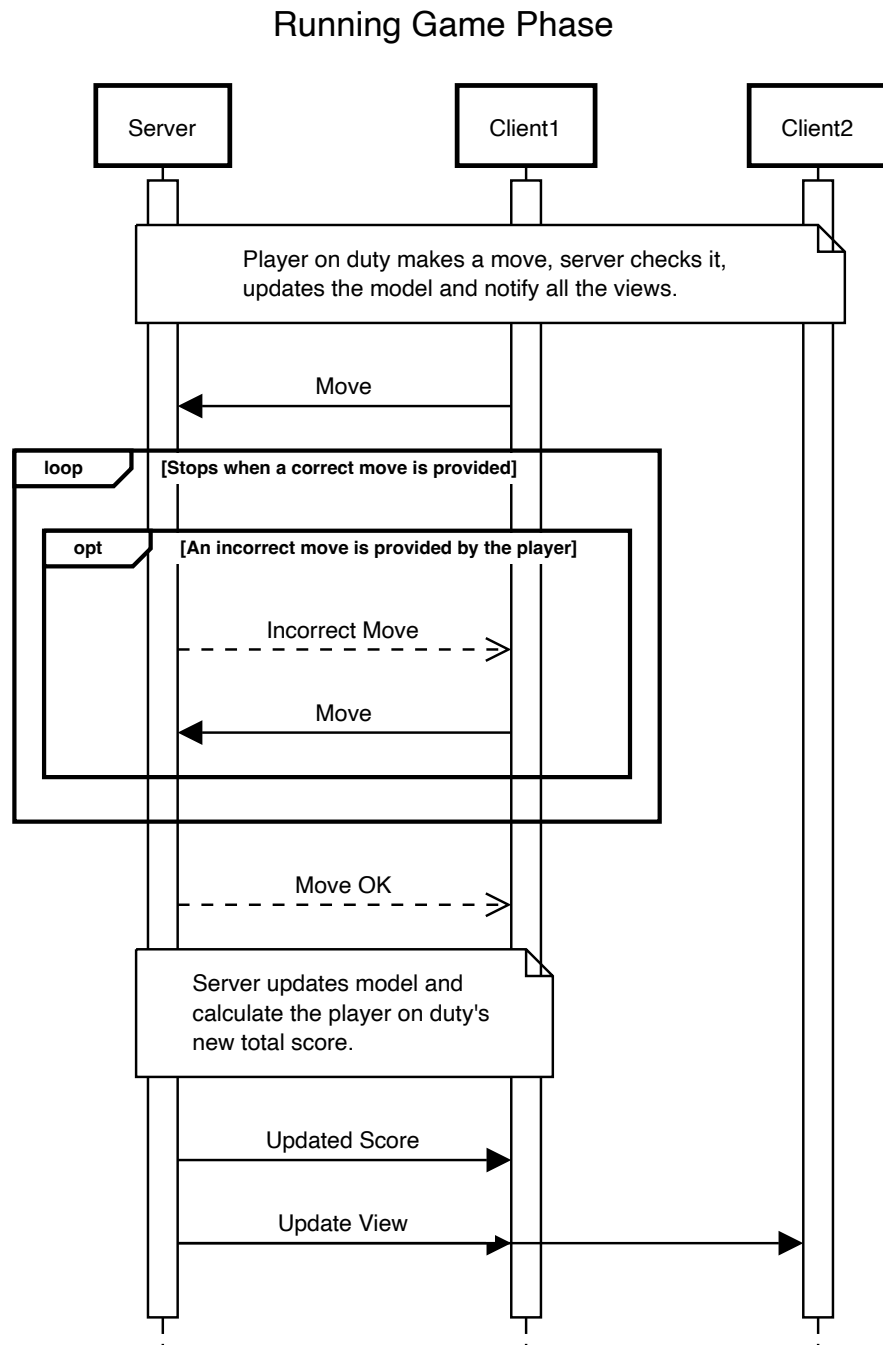 Running Game Phase
Server
Client1
Client2
Player on duty makes a move, server checks it,
updates the model and notify all the views.
Move
loop
[Stops when a correct move is provided]
opt
[An incorrect move is provided by the player]
Incorrect Move
Move
Move OK
Server updates model and
calculate the player on duty's
new total score.
Updated Score
Update View